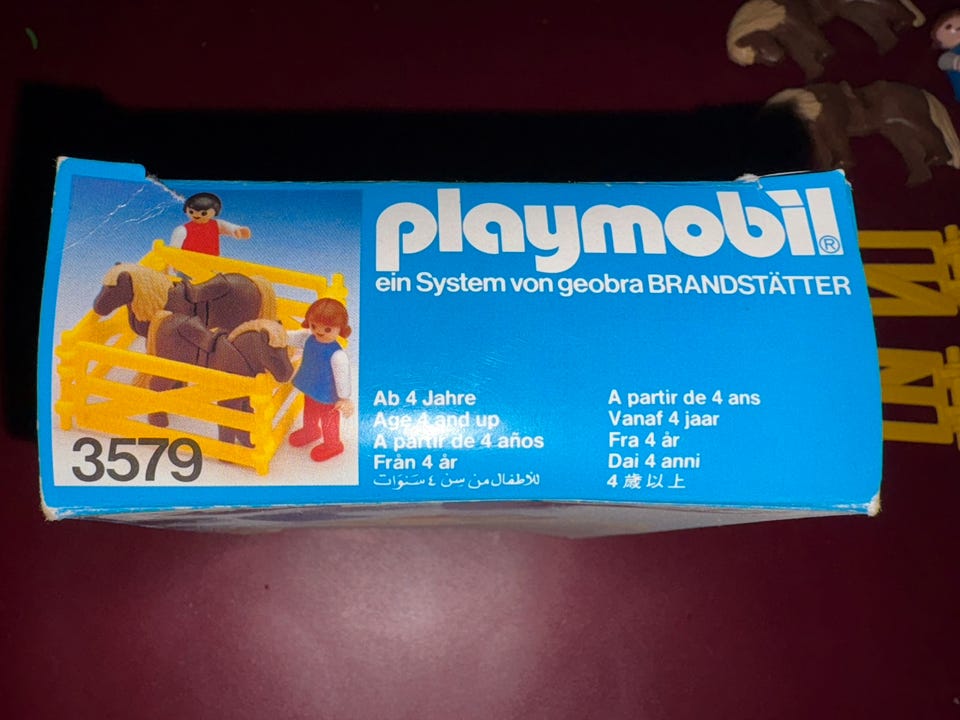 playmobil®
ein System von geobra BRANDSTÄTTER
3579
Ab 4 Jahre
Age 4 and up
A partir de 4 años
Från 4 år
للأطفال من سن ٤ سنوات
A partir de 4 ans
Vanaf 4 jaar
Fra 4 år
Dai 4 anni
4歳以上